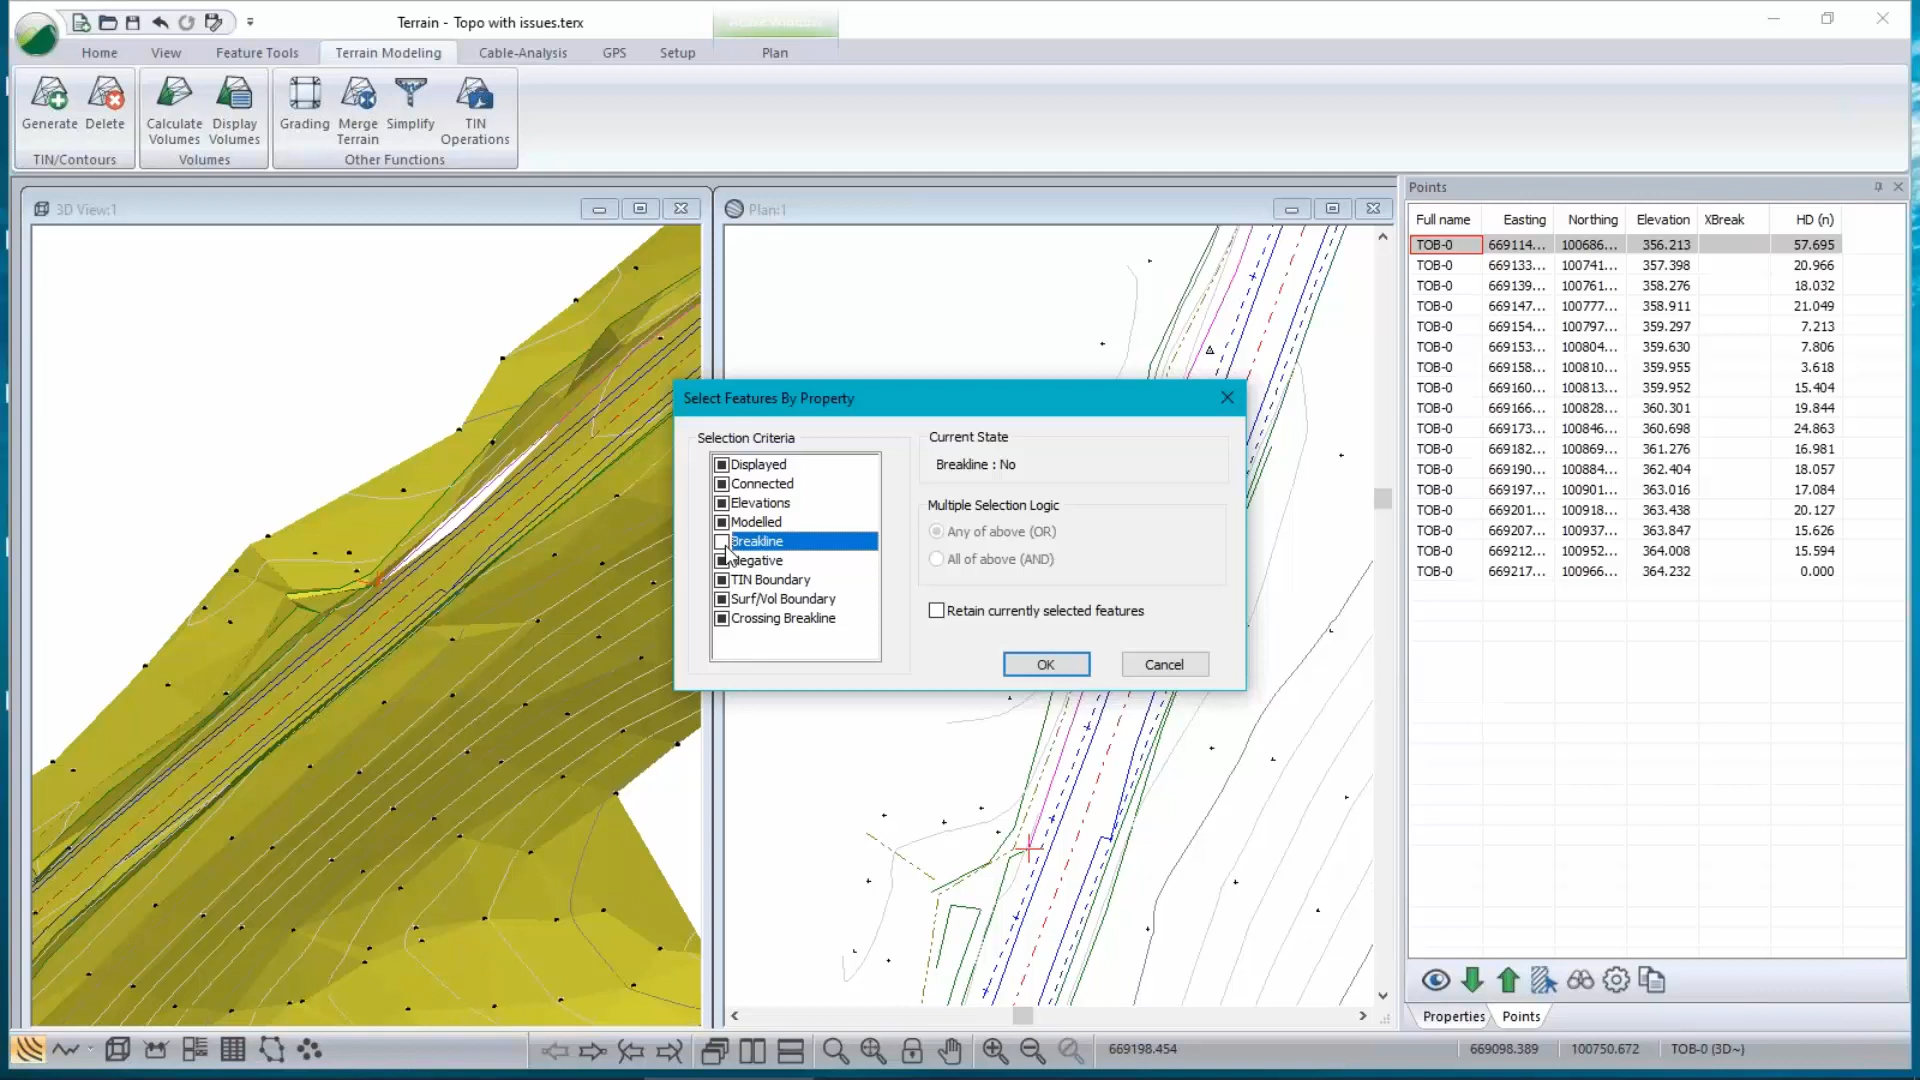 Terrain - Topo with issues.terx
Home View Feature Tools Terrain Modeling Cable-Analysis GPS Setup Plan
Generate Delete Calculate Volumes Display Volumes Grading Merge Terrain Simplify TIN Operations
TIN/Contours Volumes Other Functions
3D View:1
Plan:1
Select Features By Property
Selection Criteria
Displayed
Connected
Elevations
Modelled
Breakline
Negative
TIN Boundary
Surf/Vol Boundary
Crossing Breakline
Current State
Breakline : No
Multiple Selection Logic
Any of above (OR)
All of above (AND)
Retain currently selected features
OK Cancel
Points
Full name Easting Northing Elevation XBreak HD (n)
TOB-0 669114... 100686... 356.213 57.695
TOB-0 669133... 100741... 357.398 20.966
TOB-0 669139... 100761... 358.276 18.032
TOB-0 669147... 100777... 358.911 21.049
TOB-0 669154... 100797... 359.297 7.213
TOB-0 669153... 100804... 359.630 7.806
TOB-0 669158... 100810... 359.955 3.618
TOB-0 669160... 100813... 359.952 15.404
TOB-0 669166... 100828... 360.301 19.844
TOB-0 669173... 100846... 360.698 24.863
TOB-0 669182... 100869... 361.276 16.981
TOB-0 669190... 100884... 362.404 18.057
TOB-0 669197... 100901... 363.016 17.084
TOB-0 669201... 100918... 363.438 20.127
TOB-0 669207... 100937... 363.847 15.626
TOB-0 669212... 100952... 364.008 15.594
TOB-0 669217... 100966... 364.232 0.000
Properties Points
669198.454 669098.389 100750.672 TOB-0 (3D~)